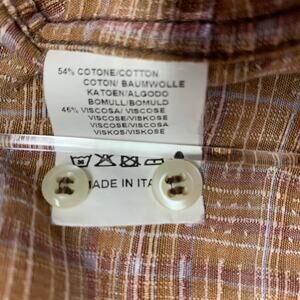 54% COTONE/COTTON
COTON/ BAUMWOLLE
KATOEN/ALGODO
BOMULL/BOMULD
46% VISCOSA/ VISCOSE
VISCOSE/VISKOSE
VISCOSE/VISCOSA
VISKOS/VISKOSE
MADE IN